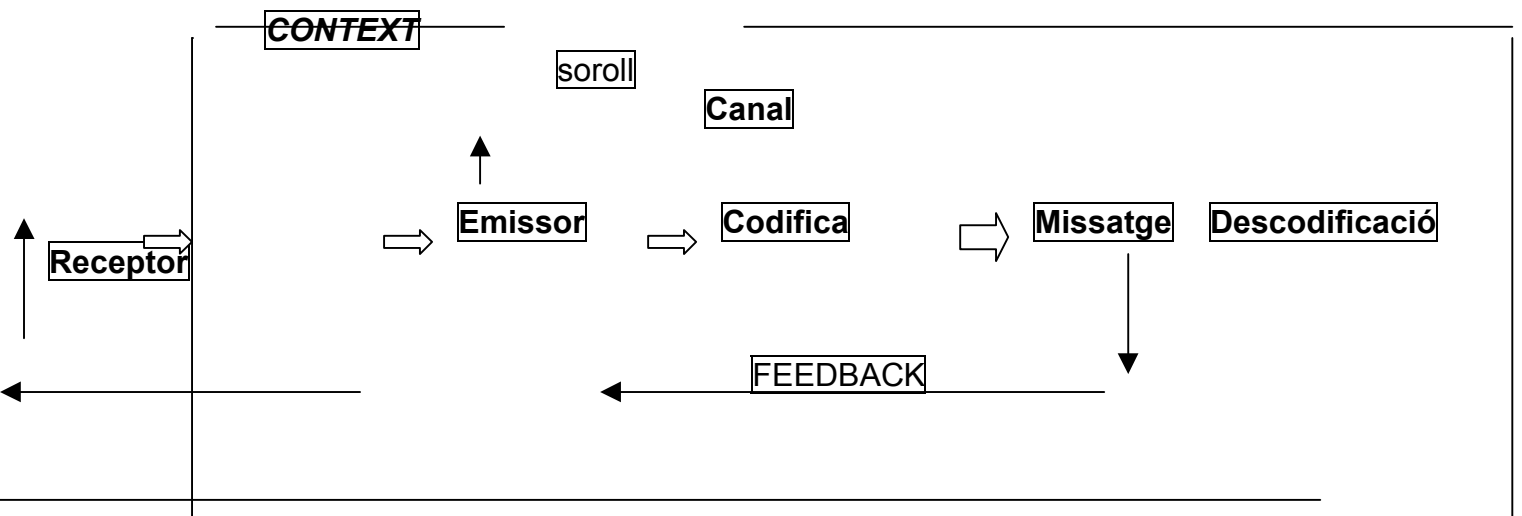 CONTEXT
soroll
Canal
Emissor Codifica Missatge Descodificació
Receptor
FEEDBACK